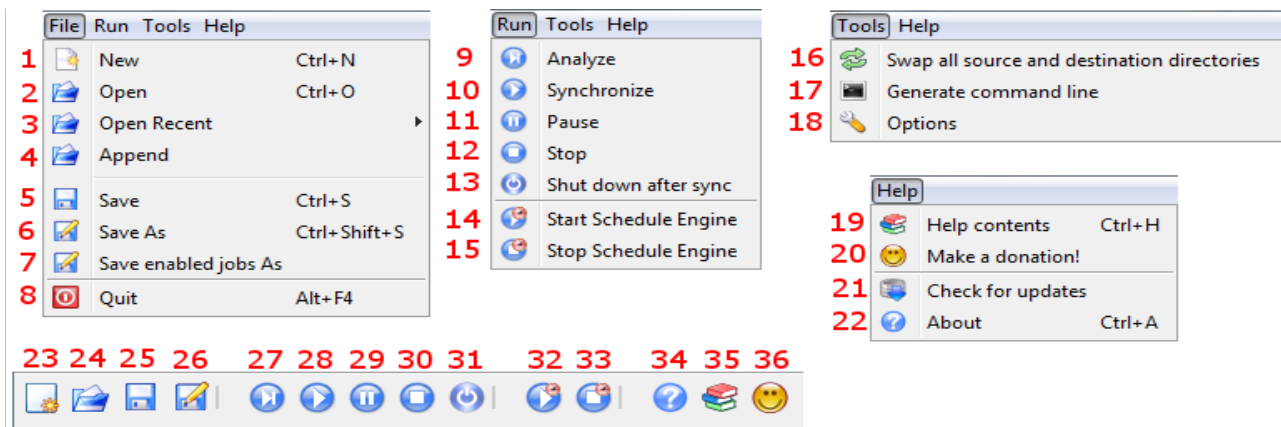 File Run Tools Help
1 New Ctrl+N
2 Open Ctrl+O
3 Open Recent
4 Append
5 Save Ctrl+S
6 Save As Ctrl+Shift+S
7 Save enabled jobs As
8 Quit Alt+F4
Run Tools Help
9 Analyze
10 Synchronize
11 Pause
12 Stop
13 Shut down after sync
14 Start Schedule Engine
15 Stop Schedule Engine
Tools Help
16 Swap all source and destination directories
17 Generate command line
18 Options
Help
19 Help contents Ctrl+H
20 Make a donation!
21 Check for updates
22 About Ctrl+A
23 24 25 26 27 28 29 30 31 32 33 34 35 36